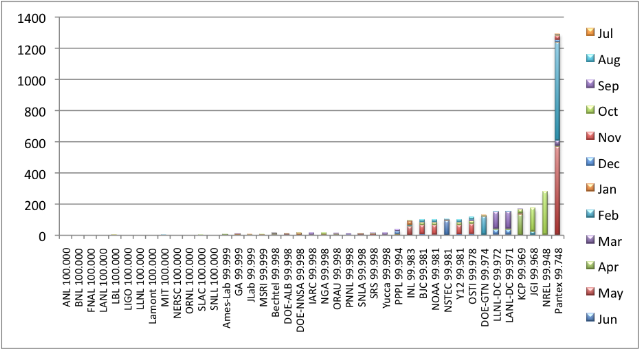 1400
1200
1000
800
600
400
200
0
ANL 100.000
BNL 100.000
FNAL 100.000
LANL 100.000
LBL 100.000
LIGO 100.000
LLNL 100.000
Lamont 100.000
MIT 100.000
NERSC 100.000
ORNL 100.000
SLAC 100.000
SNLL 100.000
Ames-Lab 99.999
GA 99.999
JLab 99.999
MSRI 99.999
Bechtel 99.998
DOE-ALB 99.998
DOE-NNSA 99.998
IARC 99.998
NGA 99.998
ORAU 99.998
PNNL 99.998
SNLA 99.998
SRS 99.998
Yucca 99.998
PPPL 99.994
INL 99.983
BJC 99.981
NOAA 99.981
NSTEC 99.981
Y12 99.981
OSTI 99.978
DOE-GTN 99.974
LLNL-DC 99.972
LANL-DC 99.971
KCP 99.969
JGI 99.968
NREL 99.948
Pantex 99.748
Jul
Aug
Sep
Oct
Nov
Dec
Jan
Feb
Mar
Apr
May
Jun